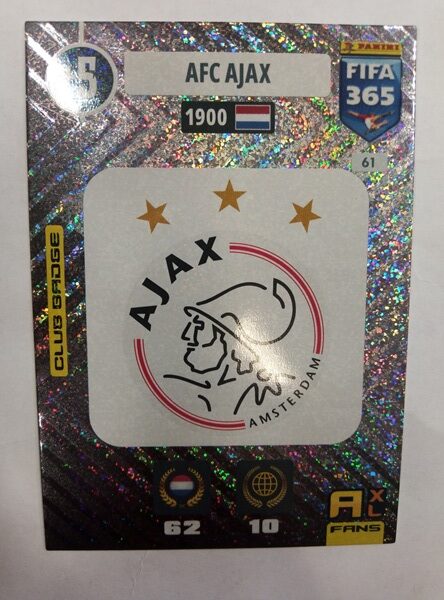 5
AFC AJAX
PANINI
FIFA
365
1900
61
CLUB BADGE
AJAX
AMSTERDAM
62
10
A XL
FANS